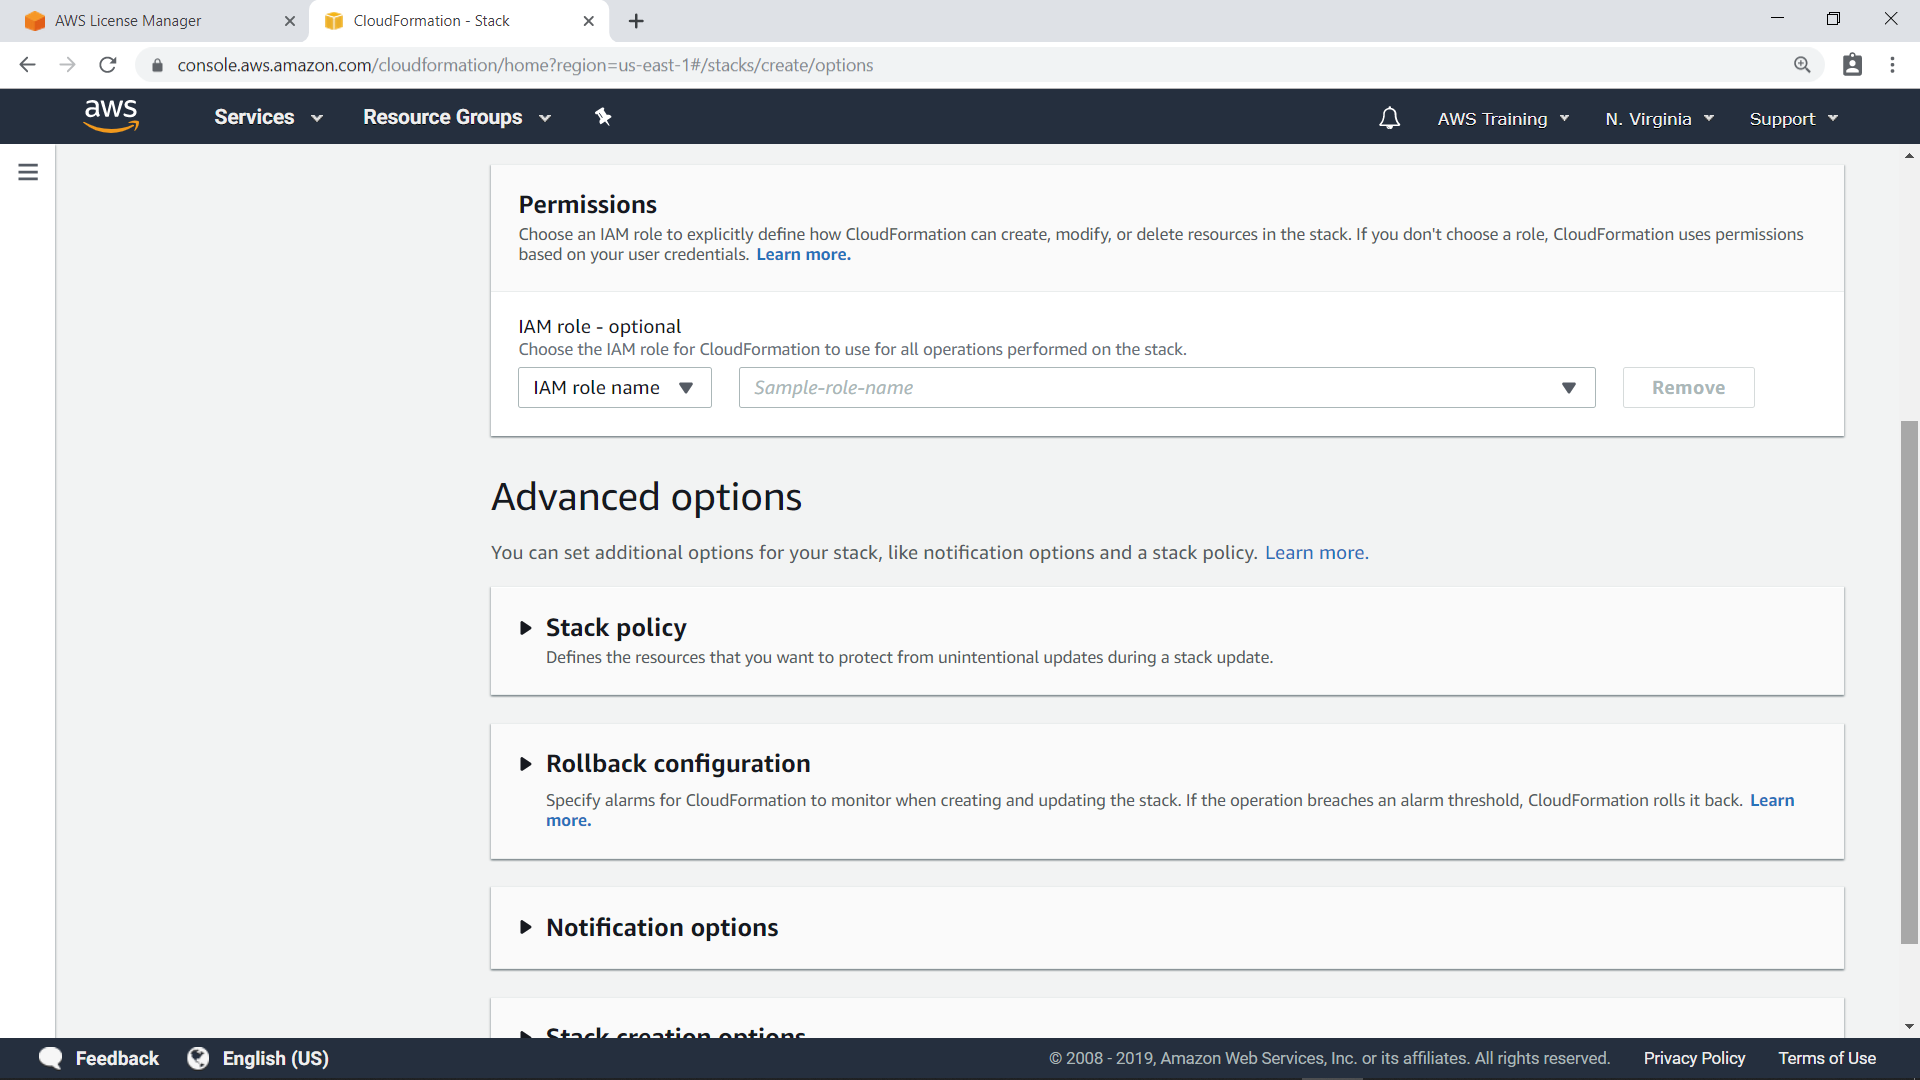 AWS License Manager
CloudFormation - Stack
console.aws.amazon.com/cloudformation/home?region=us-east-1#/stacks/create/options
aws
Services
Resource Groups
AWS Training
N. Virginia
Support
Permissions
Choose an IAM role to explicitly define how CloudFormation can create, modify, or delete resources in the stack. If you don't choose a role, CloudFormation uses permissions
based on your user credentials. Learn more.
IAM role - optional
Choose the IAM role for CloudFormation to use for all operations performed on the stack.
IAM role name
Sample-role-name
Remove
Advanced options
You can set additional options for your stack, like notification options and a stack policy. Learn more.
Stack policy
Defines the resources that you want to protect from unintentional updates during a stack update.
Rollback configuration
Specify alarms for CloudFormation to monitor when creating and updating the stack. If the operation breaches an alarm threshold, CloudFormation rolls it back. Learn
more.
Notification options
Stack creation options
Feedback
English (US)
© 2008 - 2019, Amazon Web Services, Inc. or its affiliates. All rights reserved.
Privacy Policy
Terms of Use